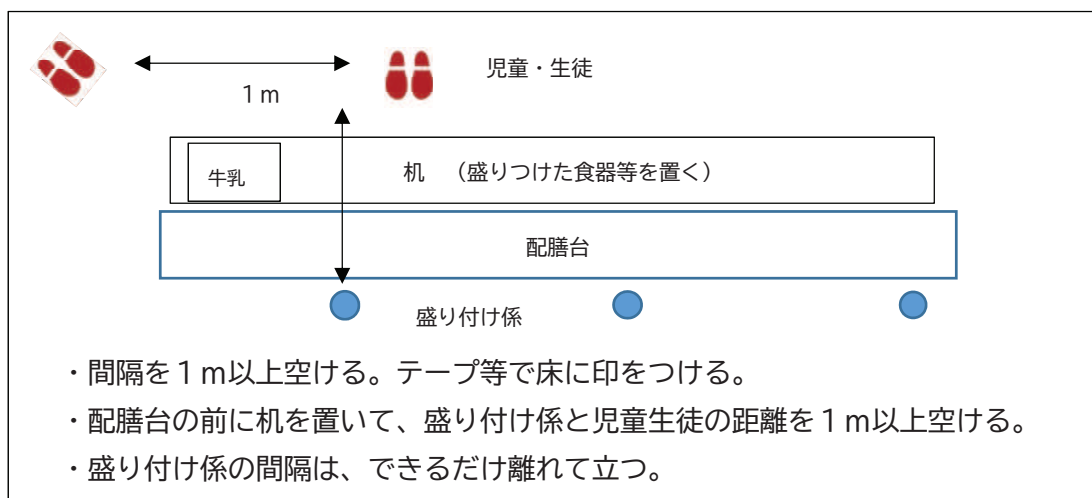 児童・生徒
１ｍ
牛乳
机　（盛りつけた食器等を置く）
配膳台
盛り付け係
・間隔を１ｍ以上空ける。テープ等で床に印をつける。
・配膳台の前に机を置いて、盛り付け係と児童生徒の距離を１ｍ以上空ける。
・盛り付け係の間隔は、できるだけ離れて立つ。